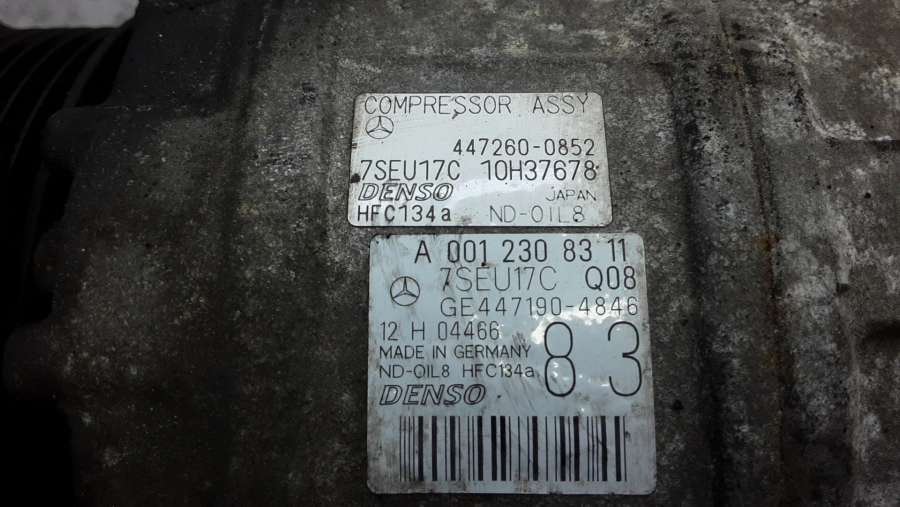 COMPRESSOR ASSY
447260-0852
7SEU17C 10H37678
DENSO JAPAN
HFC134a ND-OIL8
A 001 230 83 11
7SEU17C Q08
GE447190-4846
12 H 04466
MADE IN GERMANY
ND-OIL8 HFC134a
83
DENSO